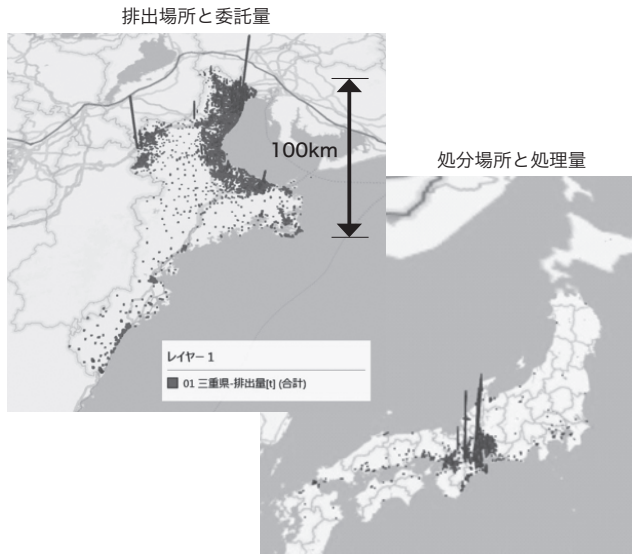 排出場所と委託量
100km
処分場所と処理量
レイヤー 1
01 三重県-排出量[t] (合計)